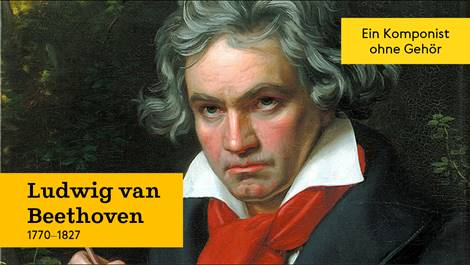 Ein Komponist
ohne Gehör
Ludwig van
Beethoven
1770–1827